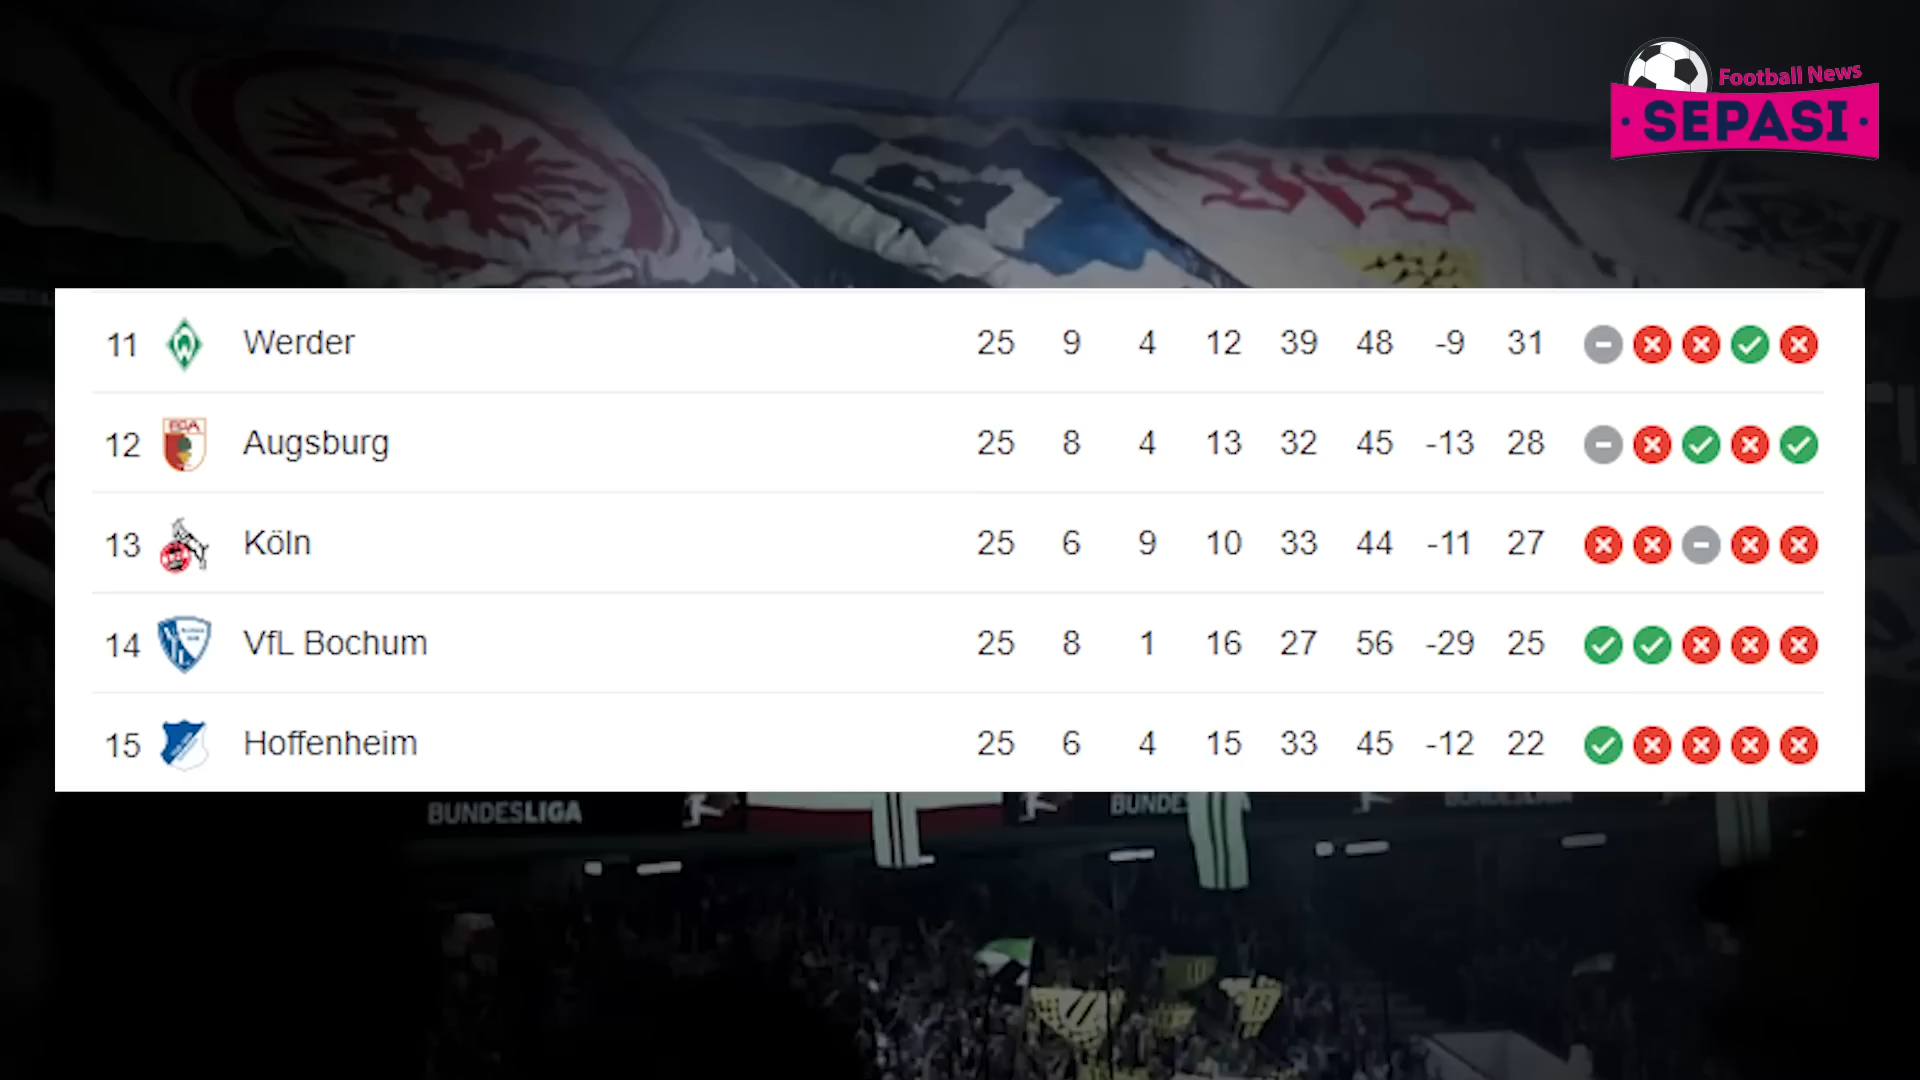 Football News
SEPASI
11 Werder 25 9 4 12 39 48 -9 31
12 Augsburg 25 8 4 13 32 45 -13 28
13 Köln 25 6 9 10 33 44 -11 27
14 VfL Bochum 25 8 1 16 27 56 -29 25
15 Hoffenheim 25 6 4 15 33 45 -12 22
BUNDESLIGA